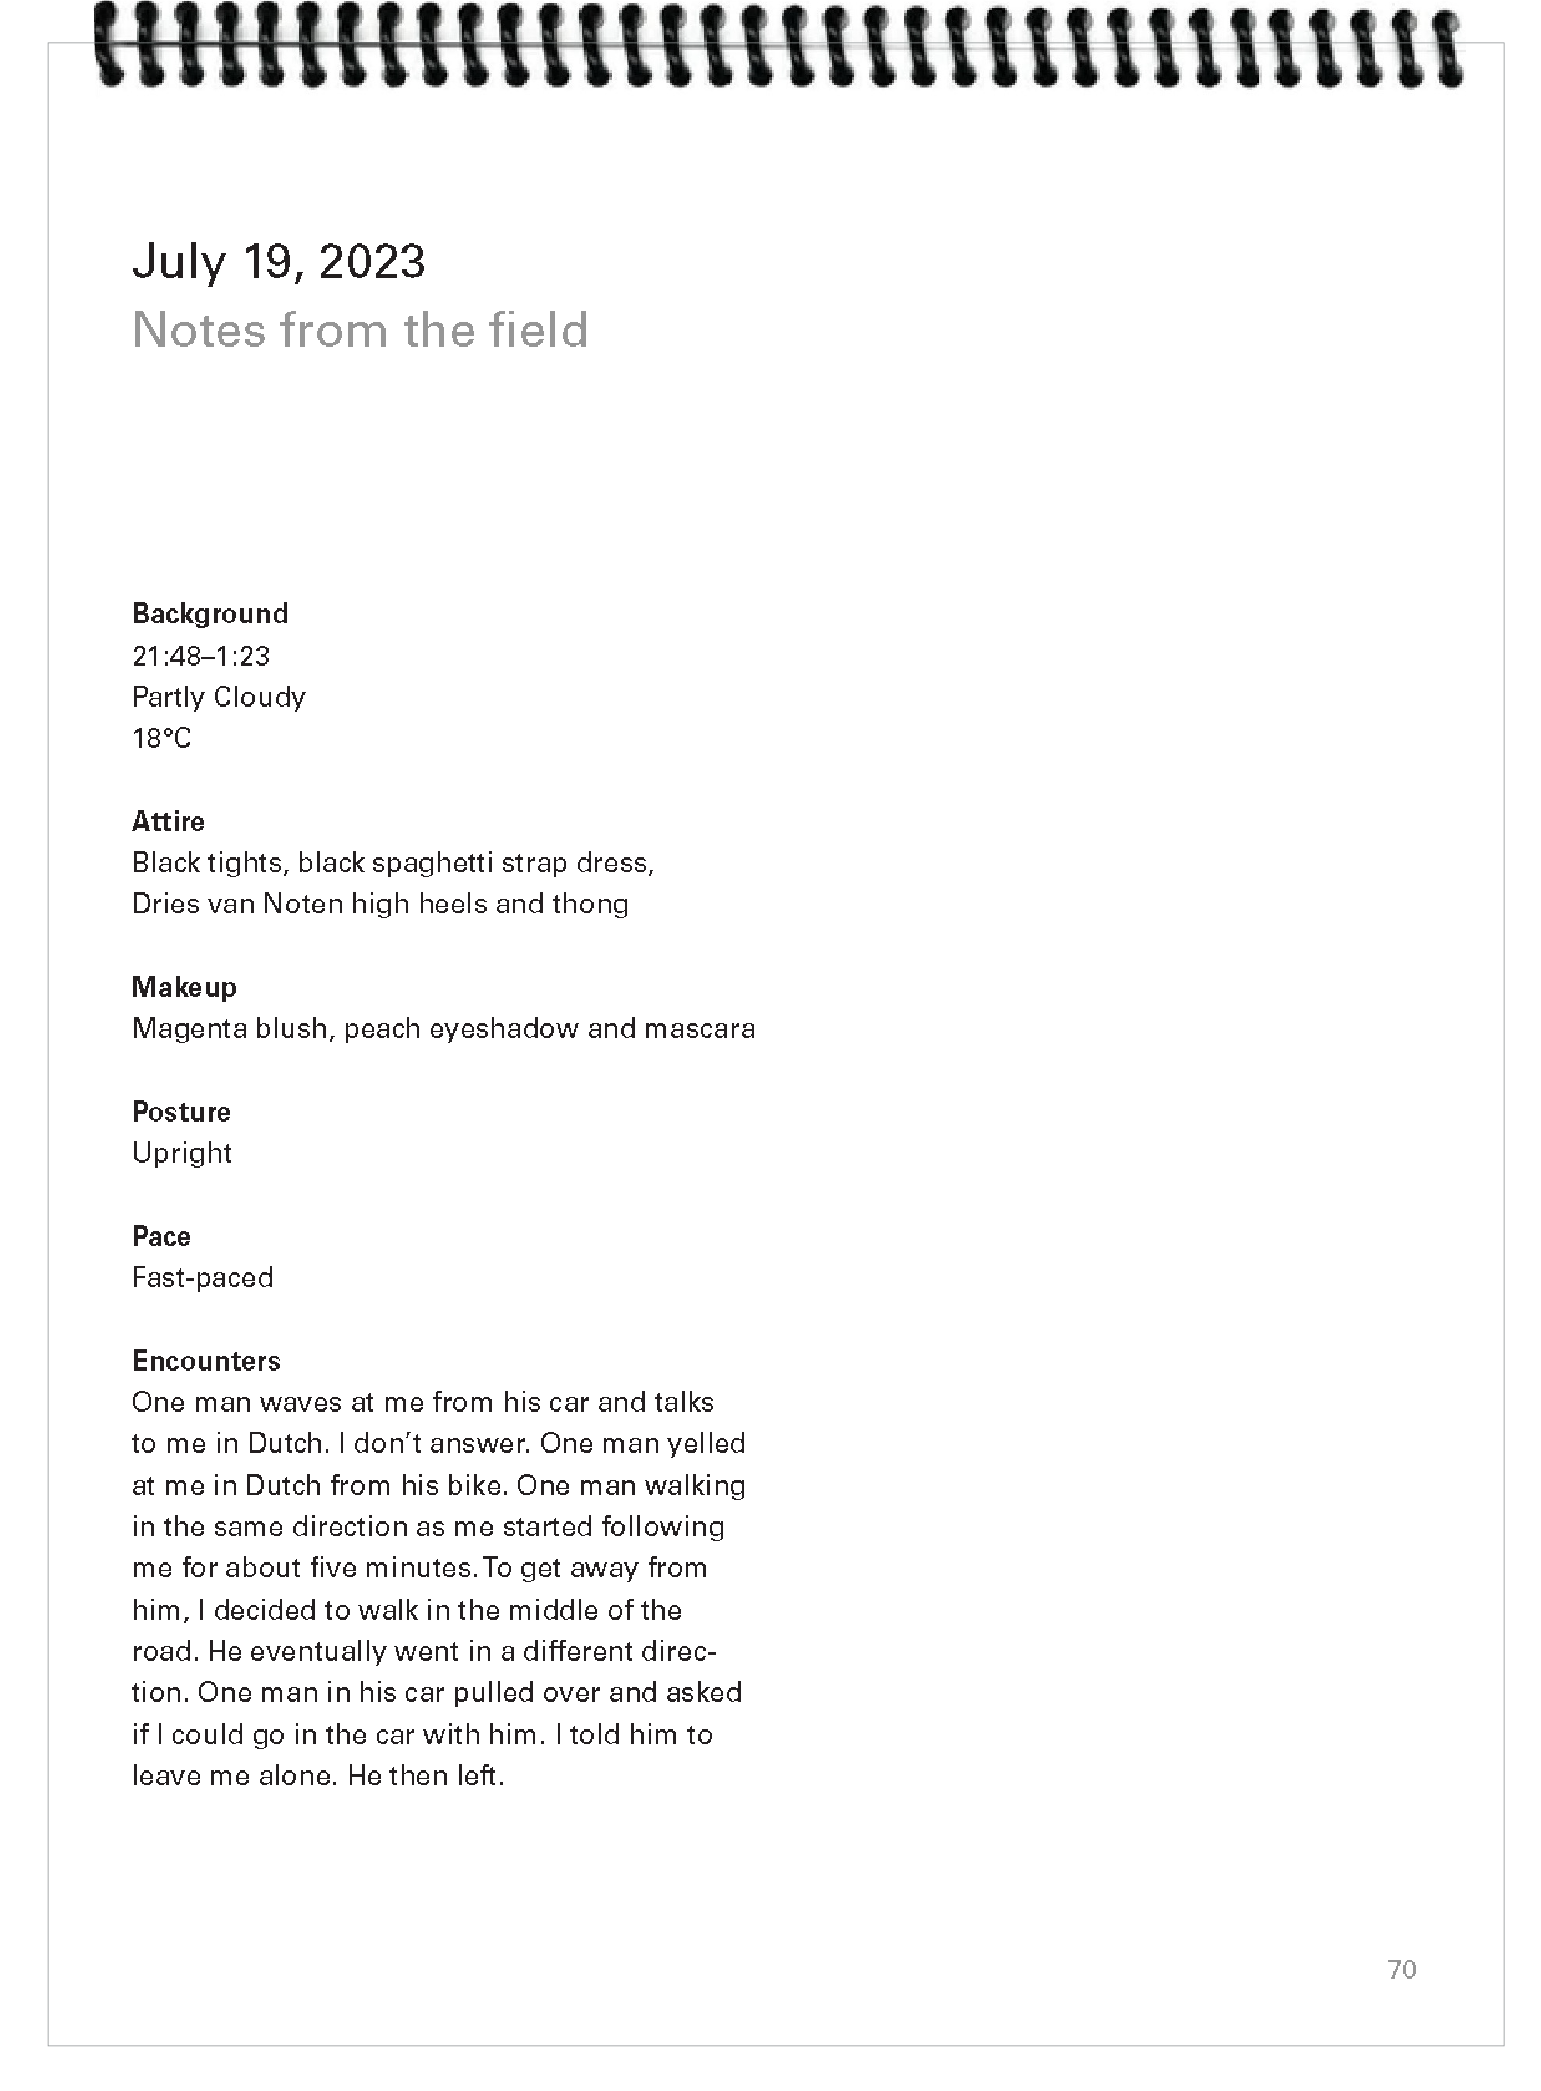 July 19, 2023
Notes from the field
Background
21:48–1:23
Partly Cloudy
18°C
Attire
Black tights, black spaghetti strap dress,
Dries van Noten high heels and thong
Makeup
Magenta blush, peach eyeshadow and mascara
Posture
Upright
Pace
Fast-paced
Encounters
One man waves at me from his car and talks
to me in Dutch. I don’t answer. One man yelled
at me in Dutch from his bike. One man walking
in the same direction as me started following
me for about five minutes. To get away from
him, I decided to walk in the middle of the
road. He eventually went in a different direc-
tion. One man in his car pulled over and asked
if I could go in the car with him. I told him to
leave me alone. He then left.
70